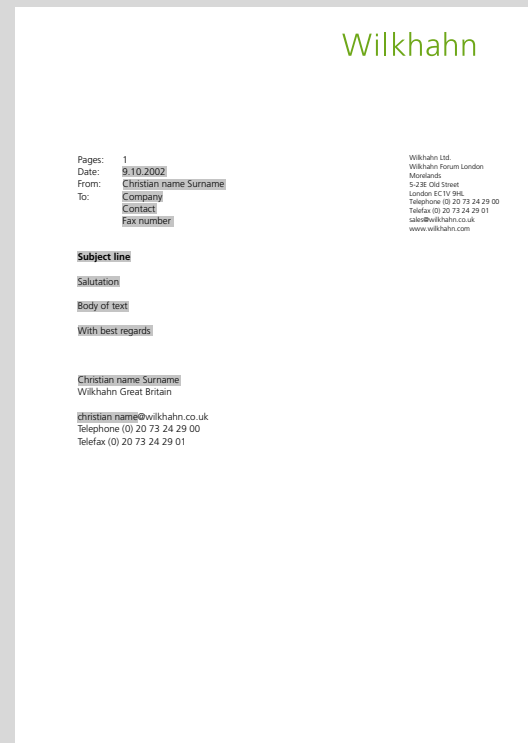 Wilkhahn
Pages: 1
Date: 9.10.2002
From: Christian name Surname
To: Company
Contact
Fax number
Wilkhahn Ltd.
Wilkhahn Forum London
Morelands
5-23E Old Street
London EC1V 9HL
Telephone (0) 20 73 24 29 00
Telefax (0) 20 73 24 29 01
sales@wilkhahn.co.uk
www.wilkhahn.com
Subject line
Salutation
Body of text
With best regards
Christian name Surname
Wilkhahn Great Britain
christian name@wilkhahn.co.uk
Telephone (0) 20 73 24 29 00
Telefax (0) 20 73 24 29 01